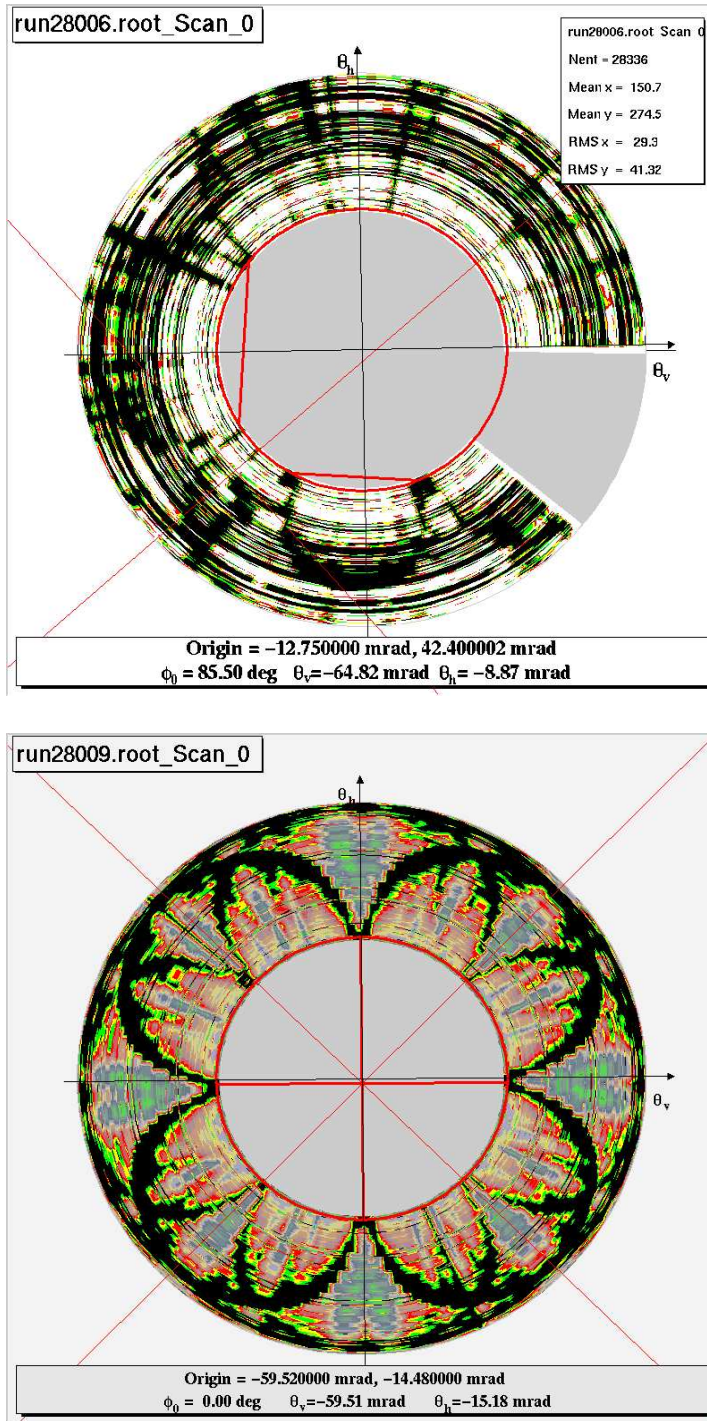 run28006.root_Scan_0
run28006.root Scan 0
Nent = 28336
Mean x = 150.7
Mean y = 274.5
RMS x = 29.3
RMS y = 41.32
θh
θv
Origin = −12.750000 mrad, 42.400002 mrad
ϕ0 = 85.50 deg θv=−64.82 mrad θh= −8.87 mrad
run28009.root_Scan_0
θh
θv
Origin = −59.520000 mrad, −14.480000 mrad
ϕ0 = 0.00 deg θv=−59.51 mrad θh=−15.18 mrad